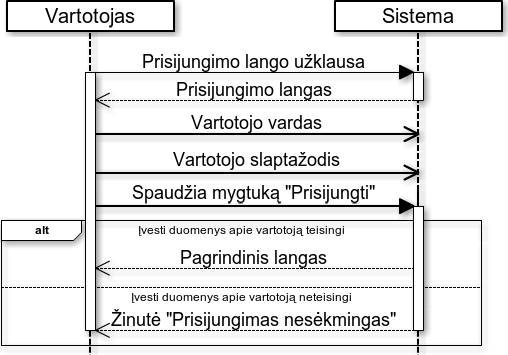 Vartotojas
Sistema
Prisijungimo lango užklausa
Prisijungimo langas
Vartotojo vardas
Vartotojo slaptažodis
Spaudžia mygtuką "Prisijungti"
alt
Įvesti duomenys apie vartotoją teisingi
Pagrindinis langas
Įvesti duomenys apie vartotoją neteisingi
Žinutė "Prisijungimas nesėkmingas"